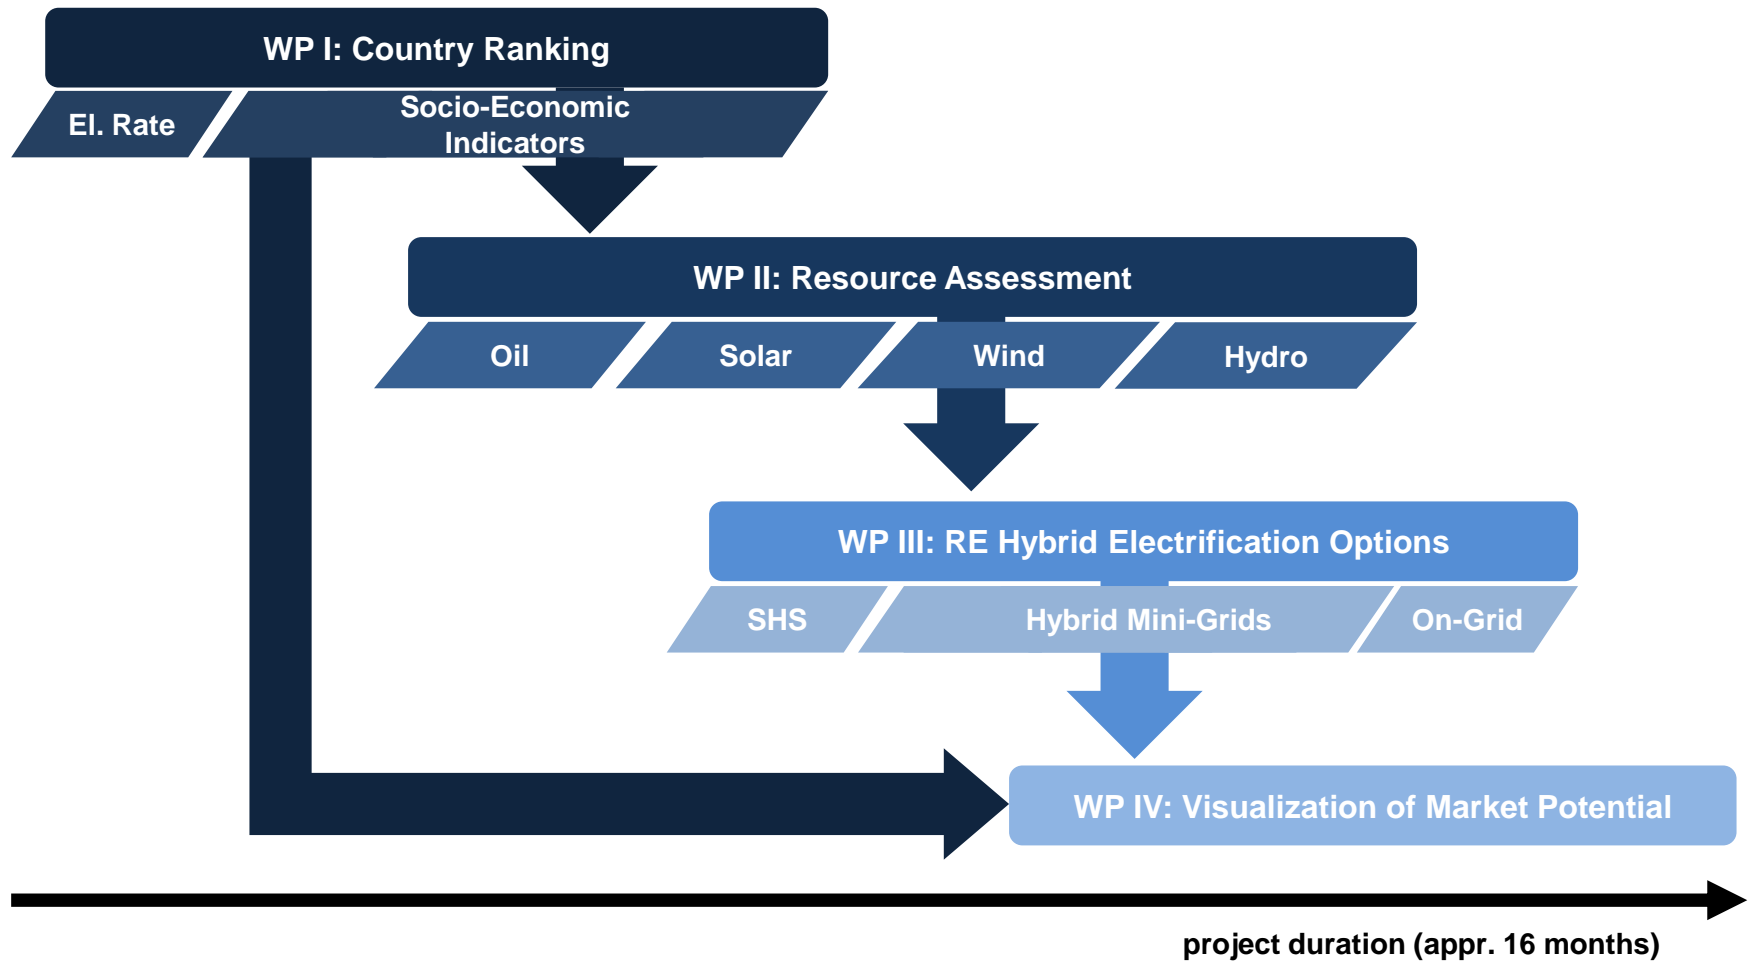 WP I: Country Ranking
El. Rate
Socio-Economic
Indicators
WP II: Resource Assessment
Oil
Solar
Wind
Hydro
WP III: RE Hybrid Electrification Options
SHS
Hybrid Mini-Grids
On-Grid
WP IV: Visualization of Market Potential
project duration (appr. 16 months)